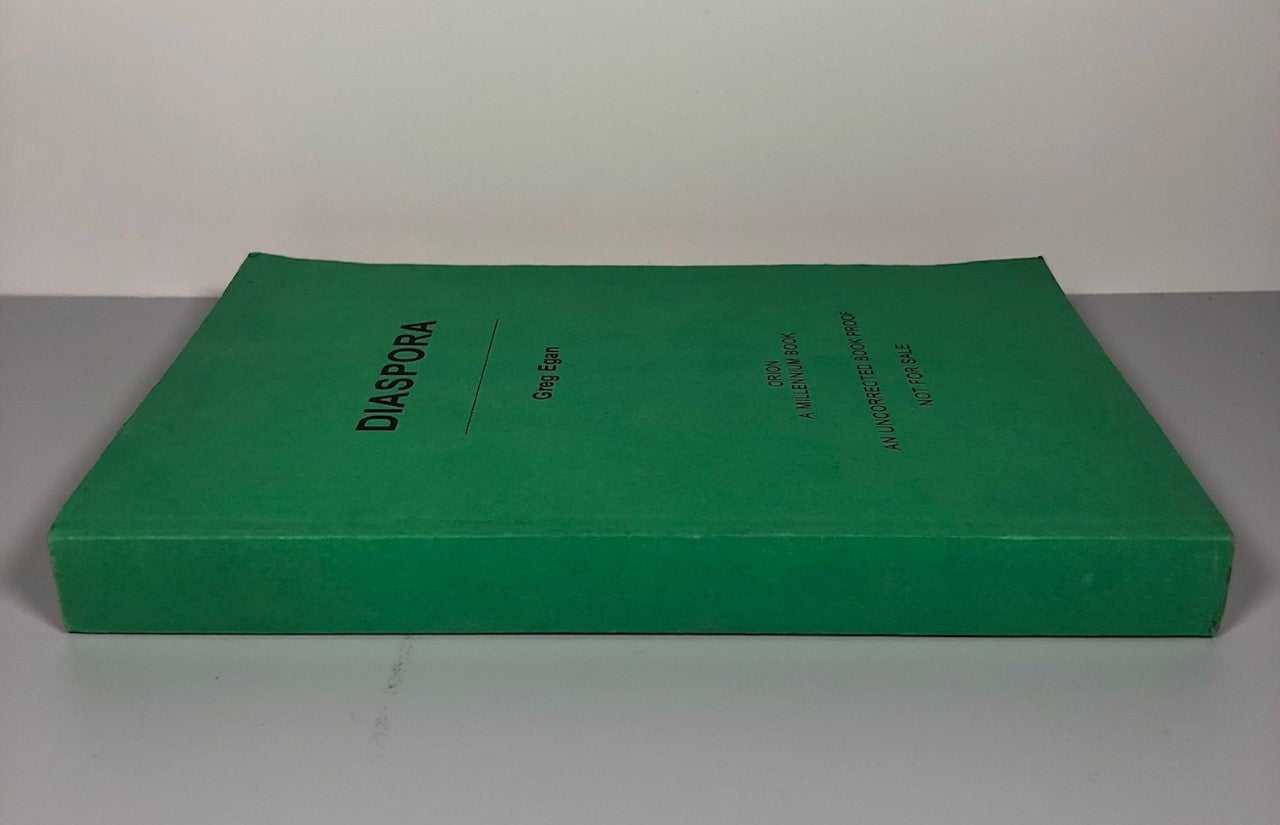 DIASPORA
Greg Egan
ORION
A MILLENNIUM BOOK
AN UNCORRECTED BOOK PROOF
NOT FOR SALE